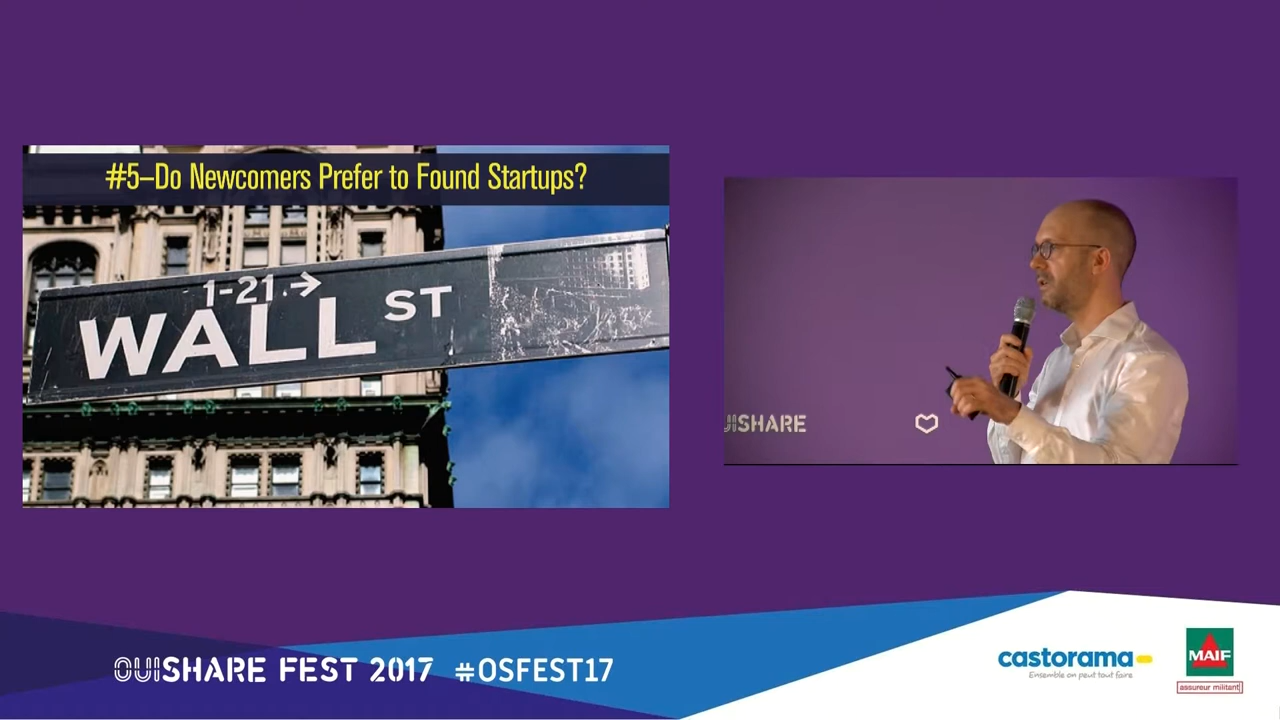 #5–Do Newcomers Prefer to Found Startups?
1-21→
WALL ST
UISHARE
OUISHARE FEST 2017 #OSFEST17
castorama
Ensemble on peut tout faire
MAIF
assureur militant